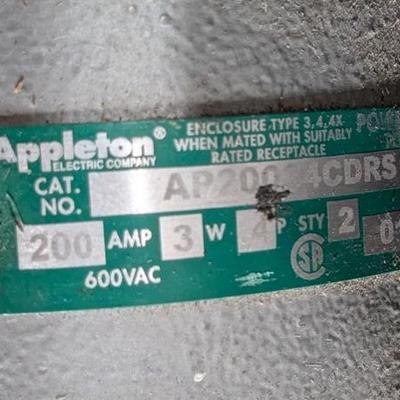 Appleton®
ELECTRIC COMPANY
ENCLOSURE TYPE 3,4,4X
WHEN MATED WITH SUITABLY
RATED RECEPTACLE
CAT.
NO.
4CDRS
200 AMP 3 W 4 P STY 2
600VAC